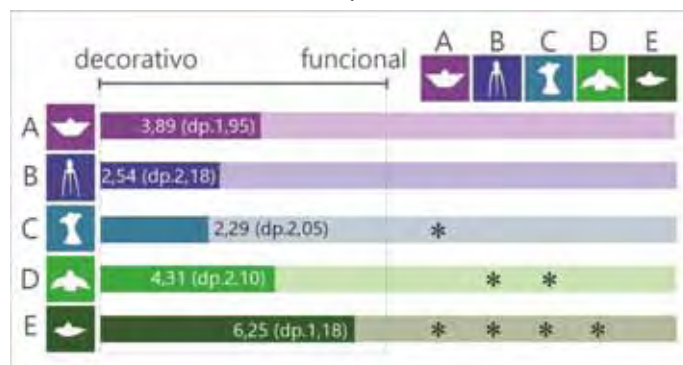 A B C D E
decorativo funcional
A 3,89 (dp.1,95)
B 2,54 (dp.2,18)
C 2,29 (dp.2,05) *
D 4,31 (dp.2,10) * *
E 6,25 (dp.1,18) * * * *